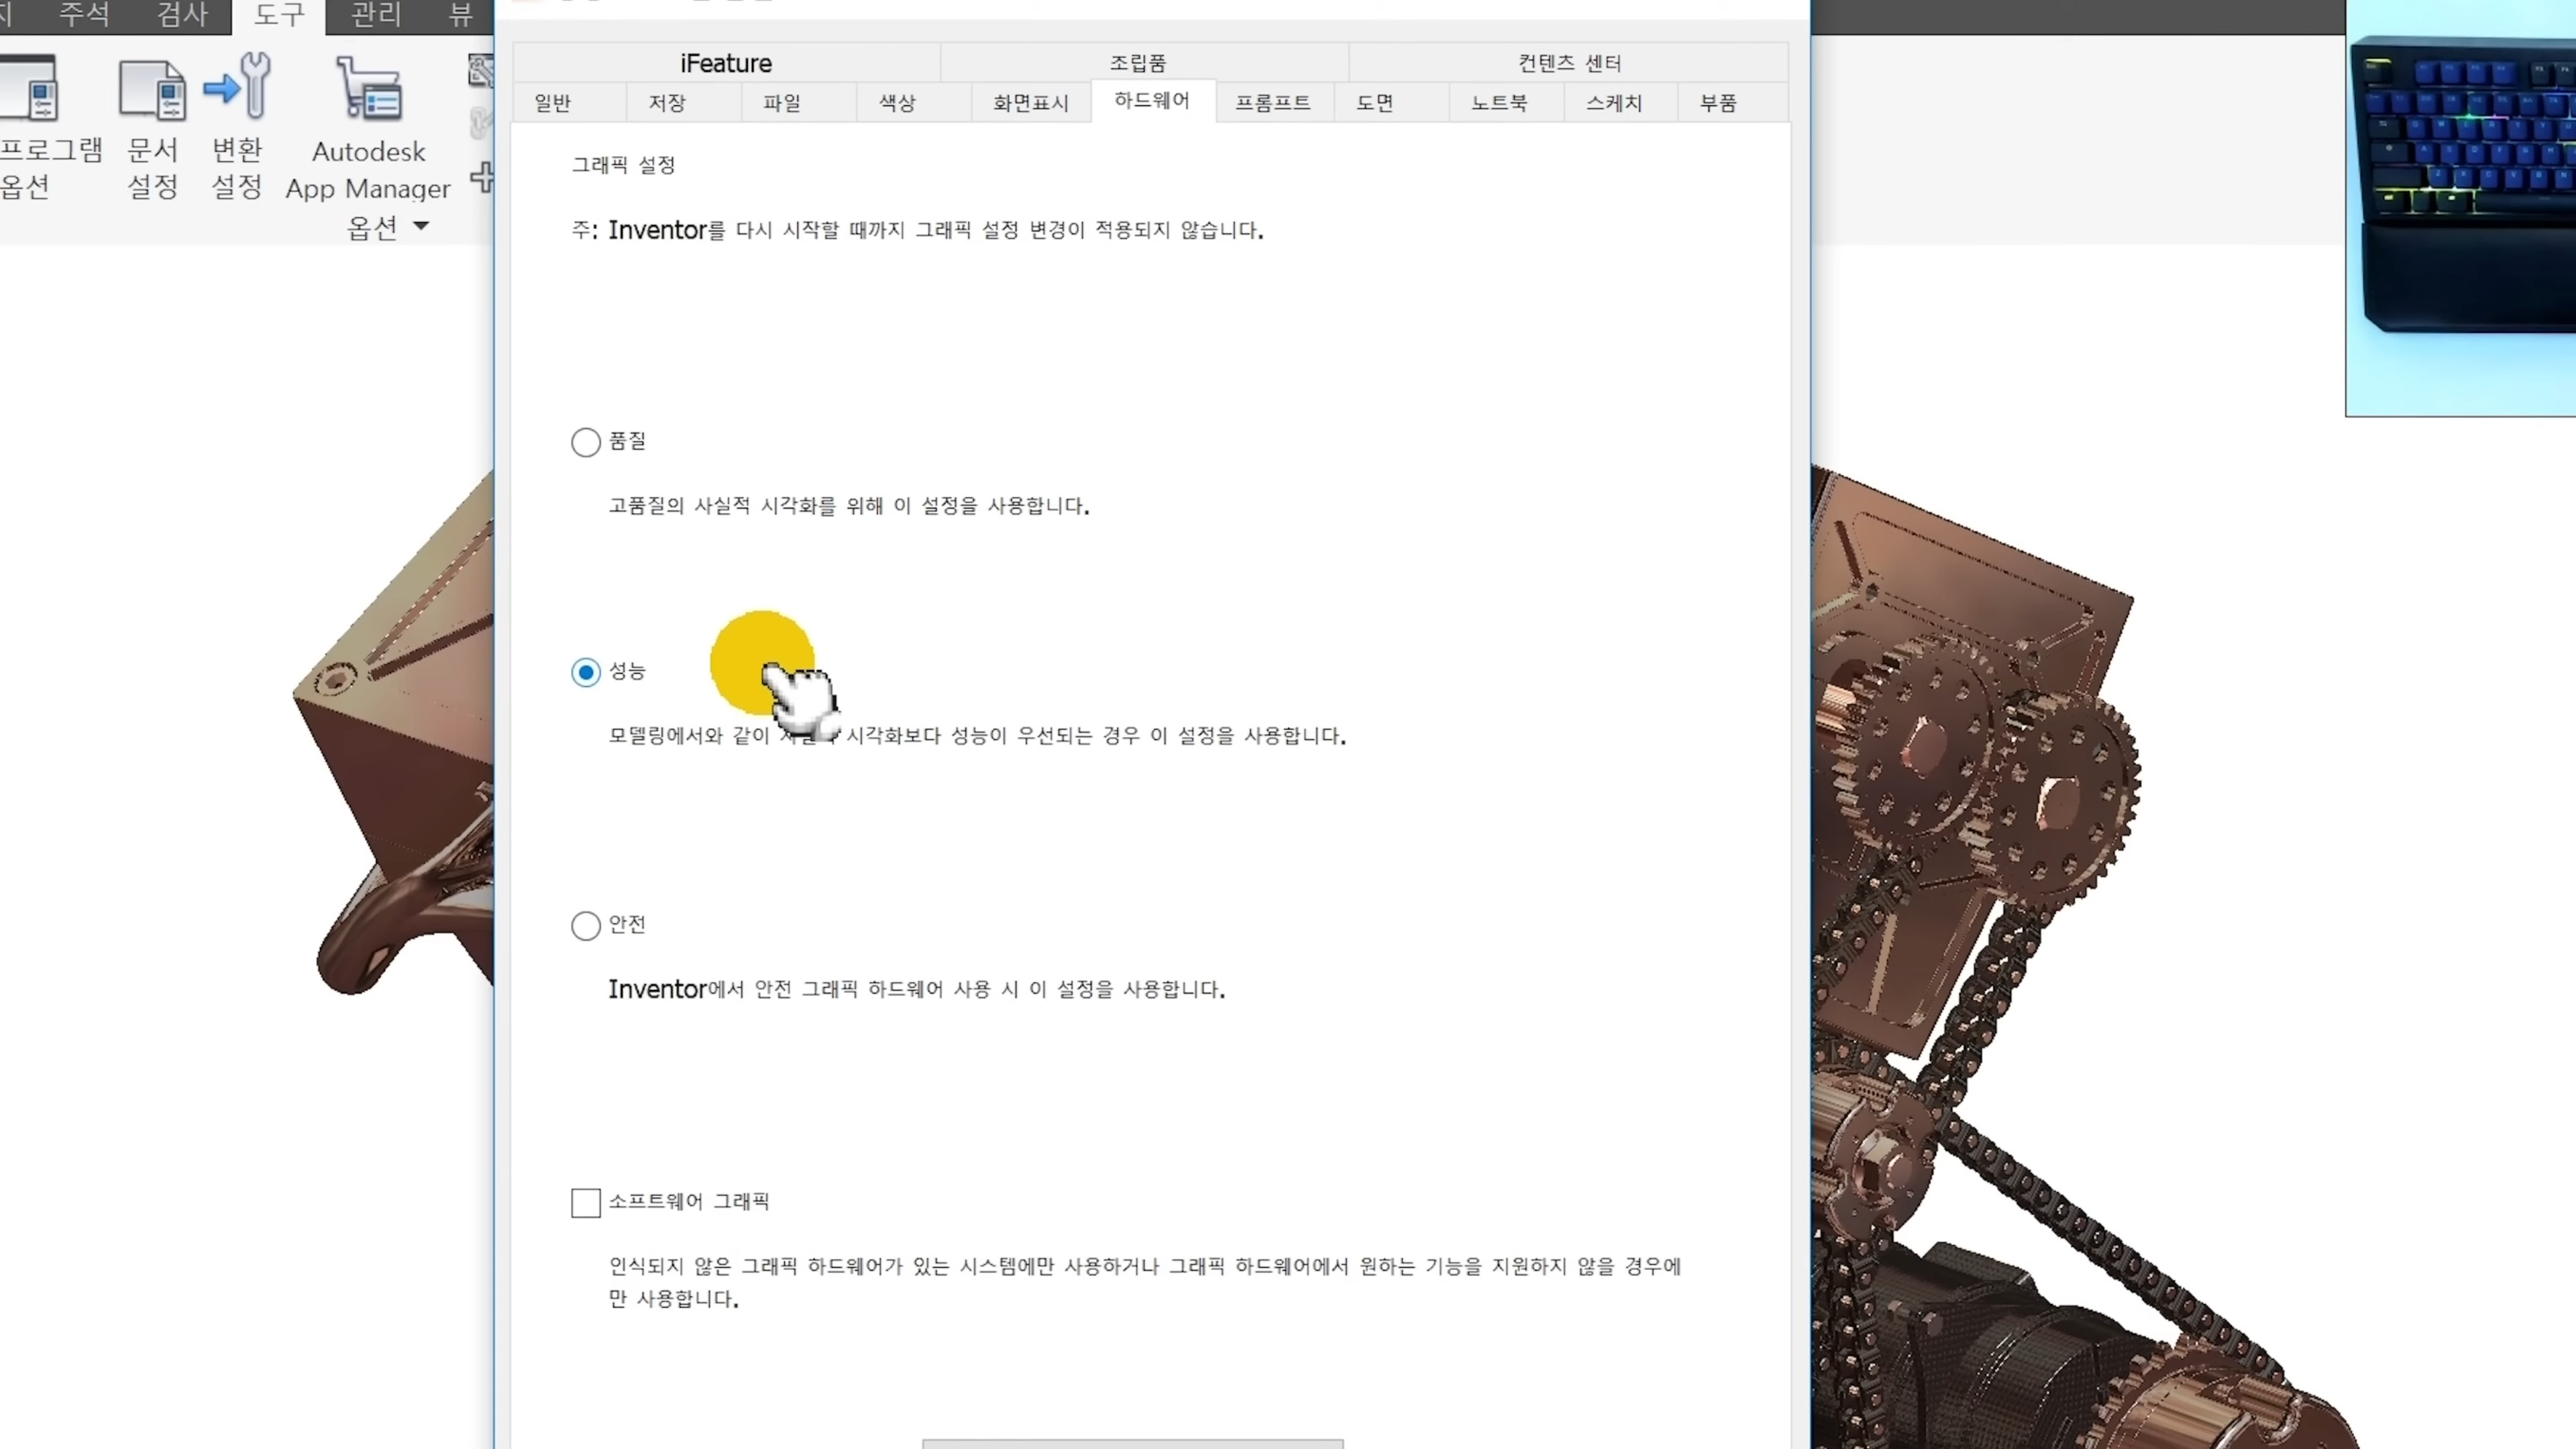 주석 검사 도구 관리 뷰
프로그램
옵션
문서
설정
변환
설정
Autodesk
App Manager
옵션
iFeature 조립품 컨텐츠 센터
일반 저장 파일 색상 화면표시 하드웨어 프롬프트 도면 노트북 스케치 부품
그래픽 설정
주: Inventor를 다시 시작할 때까지 그래픽 설정 변경이 적용되지 않습니다.
품질
고품질의 사실적 시각화를 위해 이 설정을 사용합니다.
성능
모델링에서와 같이 시각화보다 성능이 우선되는 경우 이 설정을 사용합니다.
안전
Inventor에서 안전 그래픽 하드웨어 사용 시 이 설정을 사용합니다.
소프트웨어 그래픽
인식되지 않은 그래픽 하드웨어가 있는 시스템에만 사용하거나 그래픽 하드웨어에서 원하는 기능을 지원하지 않을 경우에
만 사용합니다.